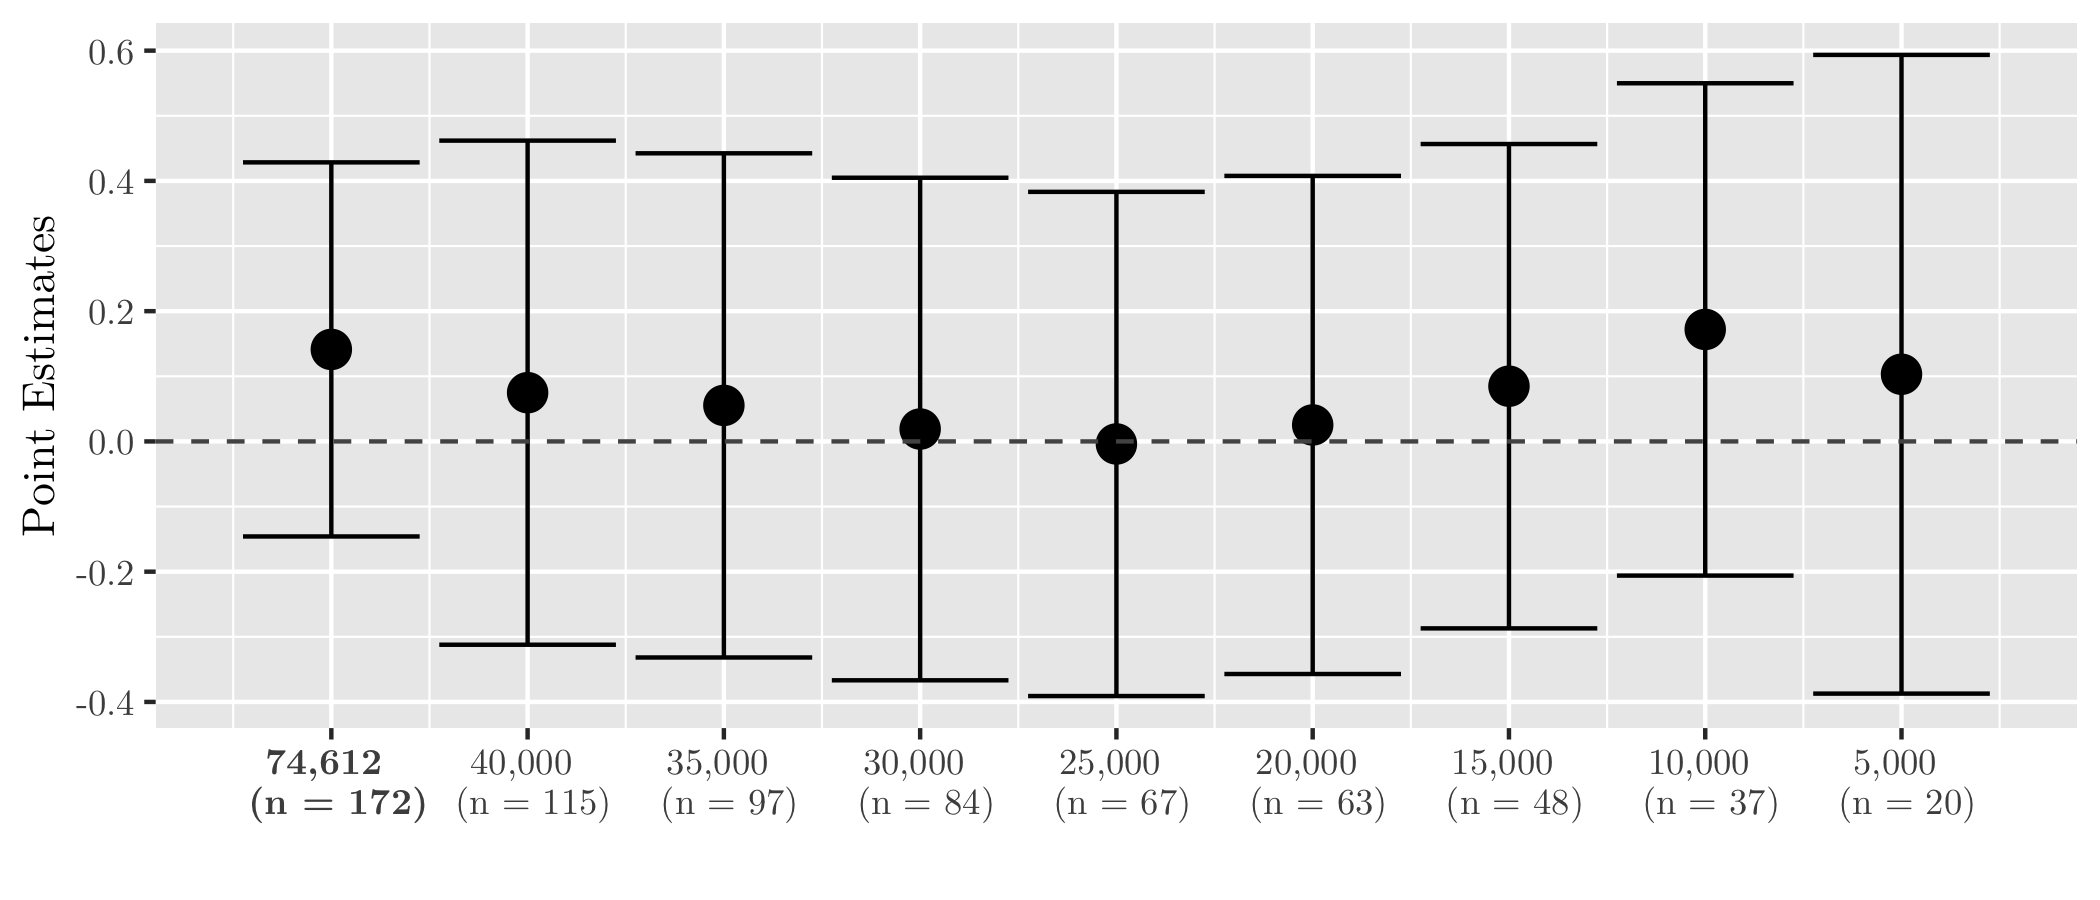 Point Estimates
0.6
0.4
0.2
0.0
-0.2
-0.4
74,612 40,000 35,000 30,000 25,000 20,000 15,000 10,000 5,000
(n = 172) (n = 115) (n = 97) (n = 84) (n = 67) (n = 63) (n = 48) (n = 37) (n = 20)